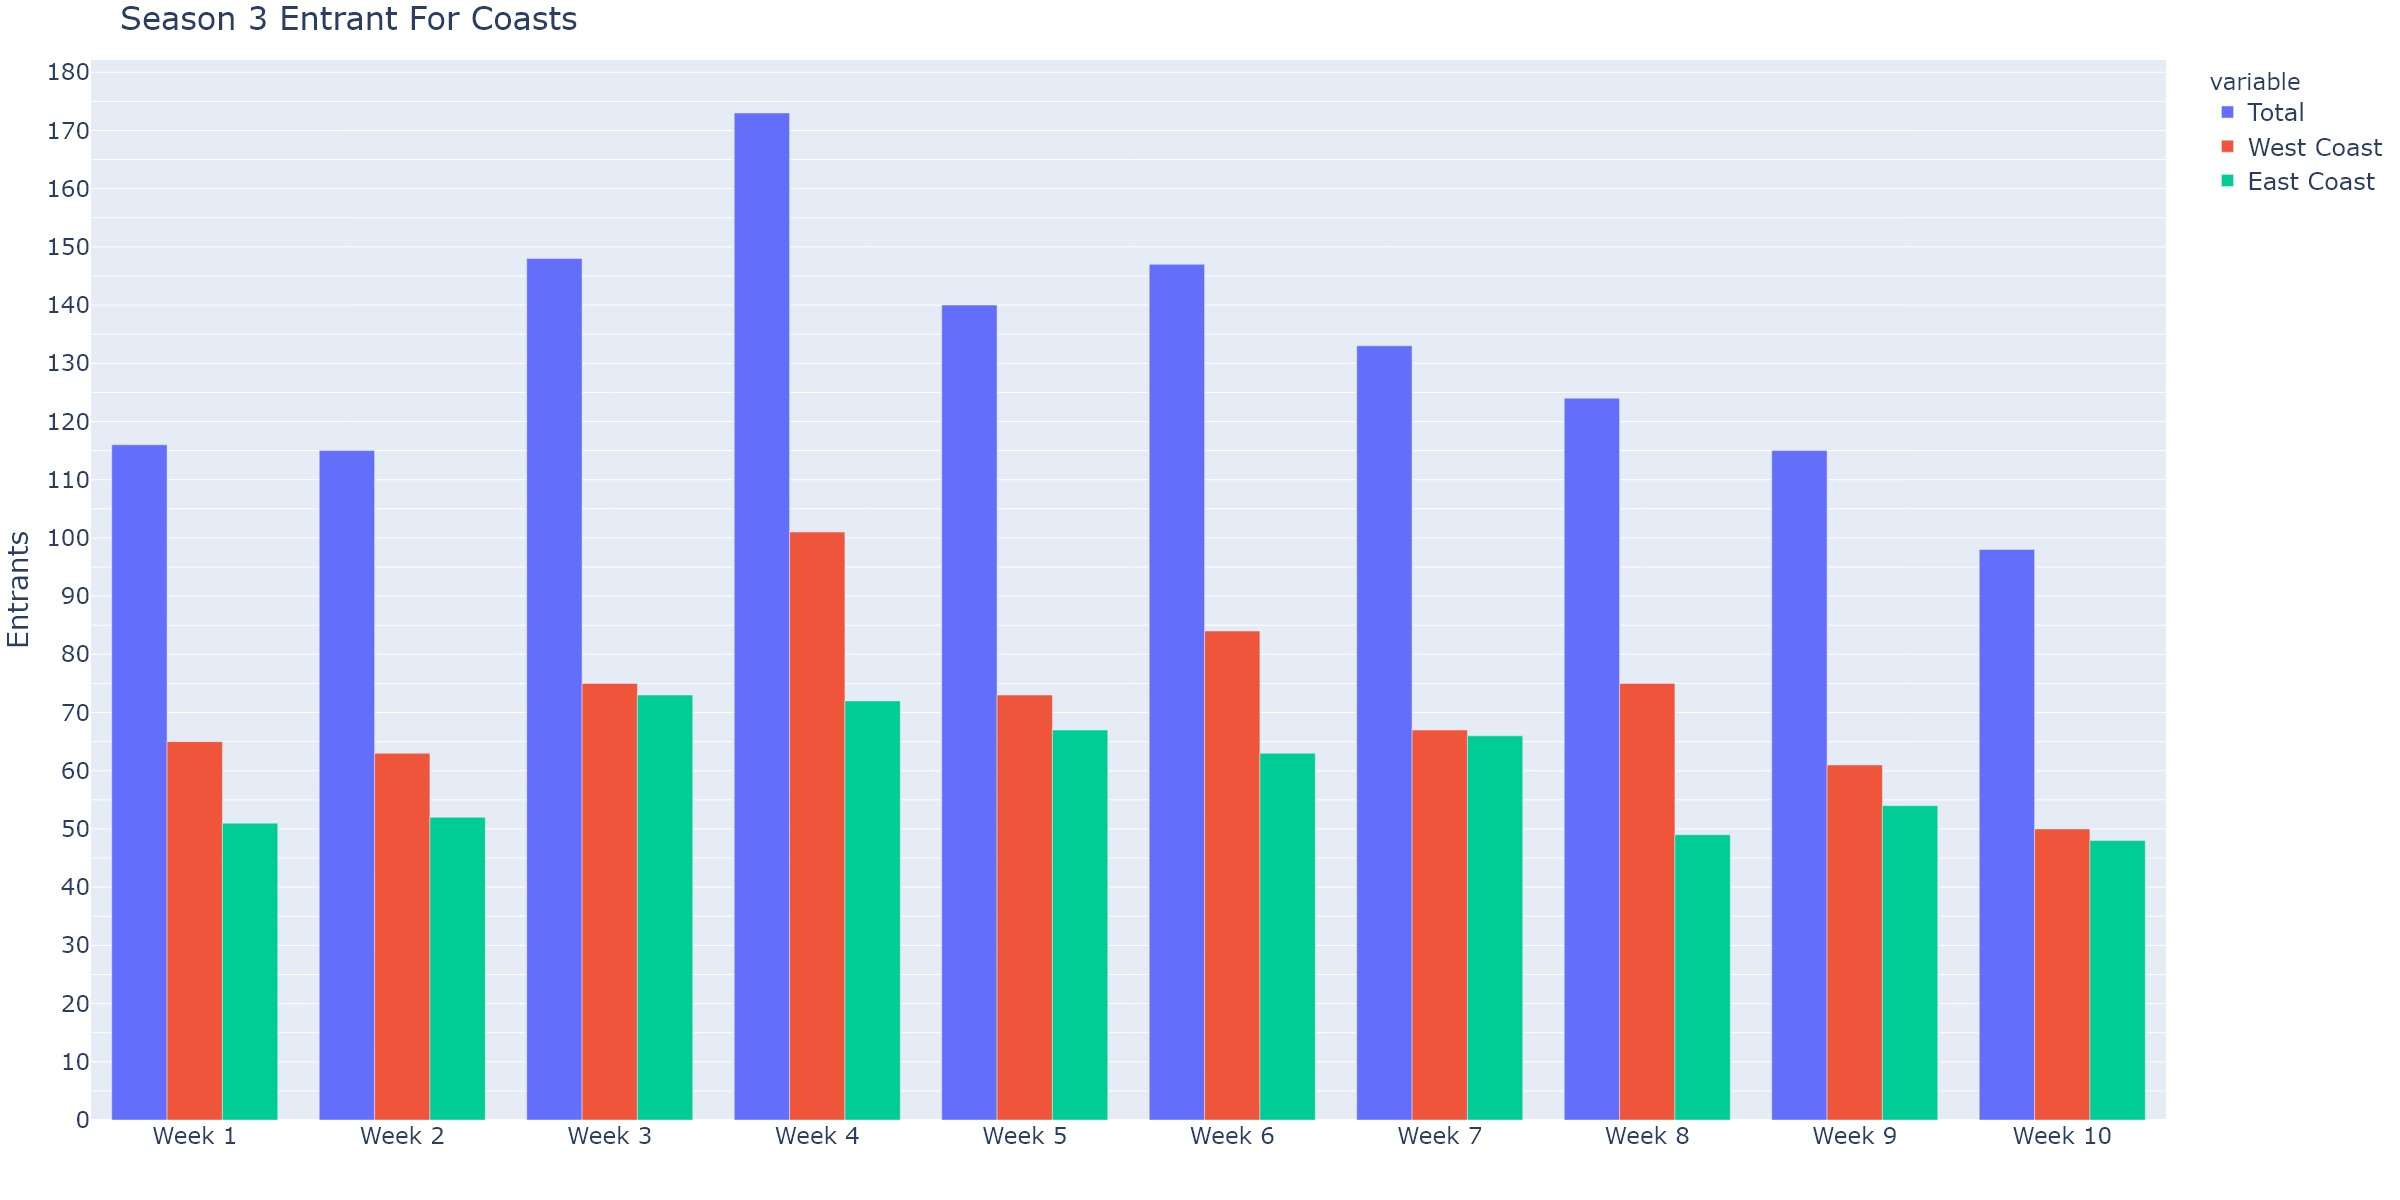 Season 3 Entrant For Coasts
variable
Total
West Coast
East Coast
Entrants
180
170
160
150
140
130
120
110
100
90
80
70
60
50
40
30
20
10
0
Week 1
Week 2
Week 3
Week 4
Week 5
Week 6
Week 7
Week 8
Week 9
Week 10